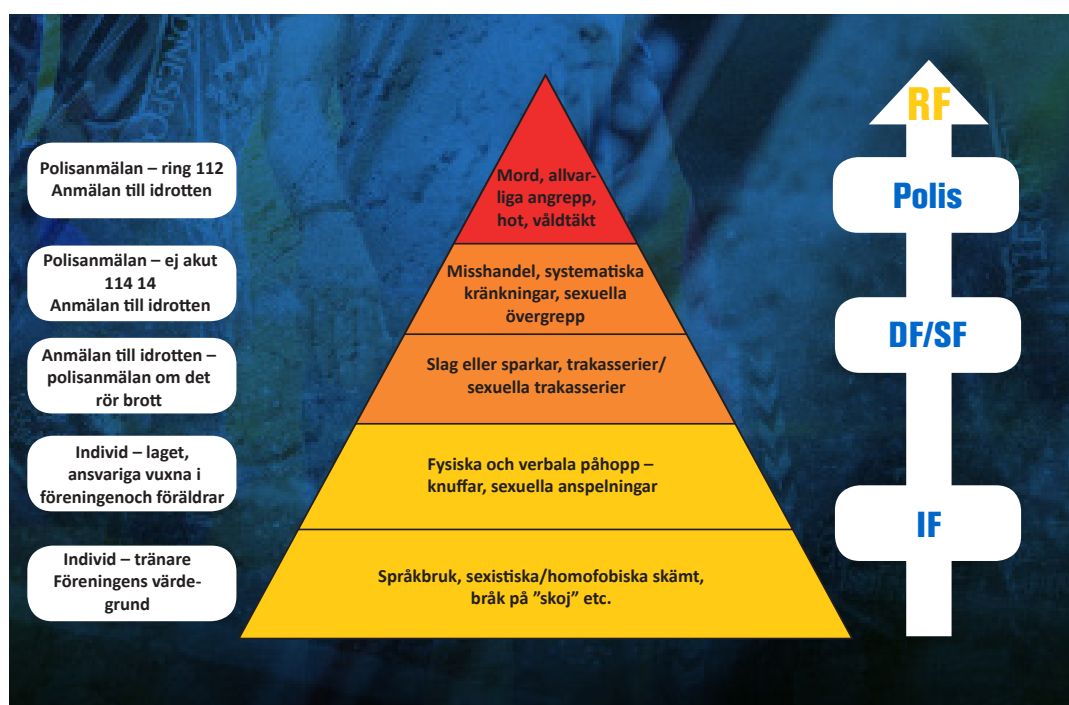 Polisanmälan – ring 112
Anmälan till idrotten
Polisanmälan – ej akut
114 14
Anmälan till idrotten
Anmälan till idrotten –
polisanmälan om det
rör brott
Individ – laget,
ansvariga vuxna i
föreningenoch föräldrar
Individ – tränare
Föreningens värde-
grund
Mord, allvar-
liga angrepp,
hot, våldtäkt
Misshandel, systematiska
kränkningar, sexuella
övergrepp
Slag eller sparkar, trakasserier/
sexuella trakasserier
Fysiska och verbala påhopp –
knuffar, sexuella anspelningar
Språkbruk, sexistiska/homofobiska skämt,
bråk på ”skoj” etc.
RF
Polis
DF/SF
IF